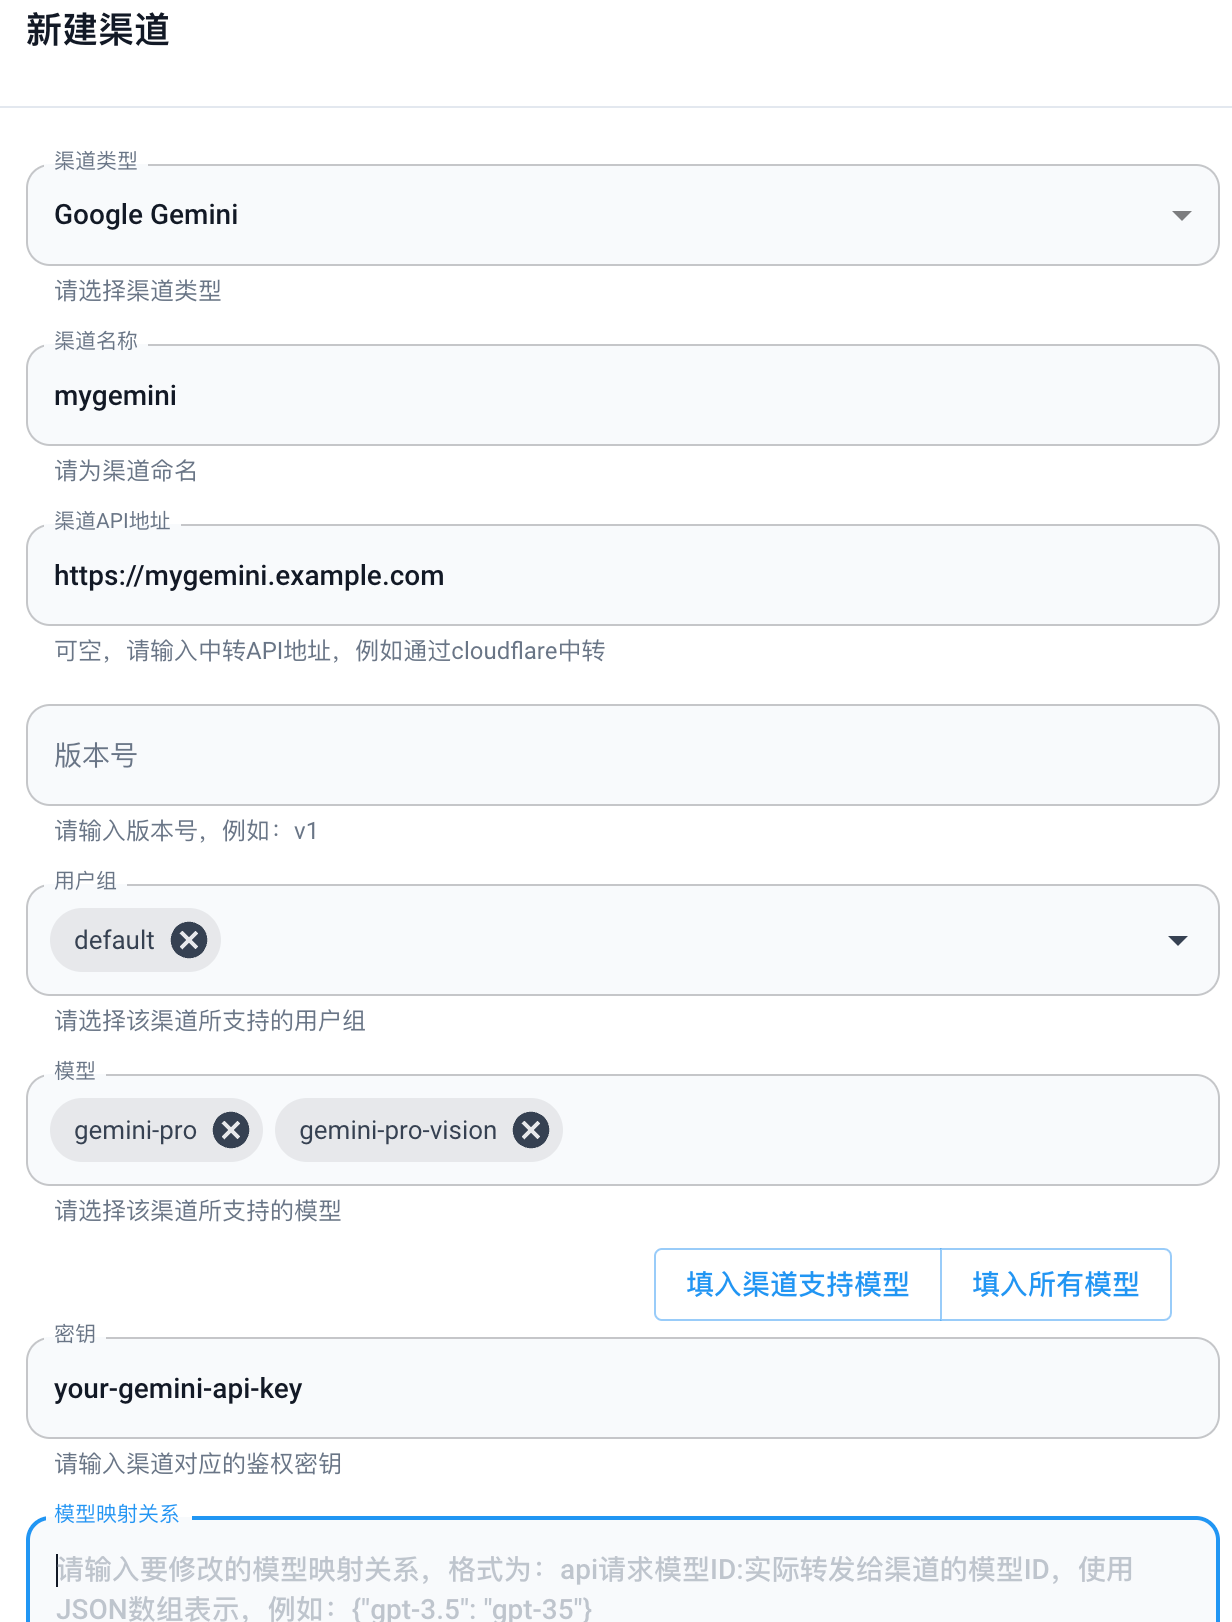 新建渠道
渠道类型
Google Gemini
请选择渠道类型
渠道名称
mygemini
请为渠道命名
渠道API地址
https://mygemini.example.com
可空，请输入中转API地址，例如通过cloudflare中转
版本号
请输入版本号，例如：v1
用户组
default
请选择该渠道所支持的用户组
模型
gemini-pro gemini-pro-vision
请选择该渠道所支持的模型
填入渠道支持模型 填入所有模型
密钥
your-gemini-api-key
请输入渠道对应的鉴权密钥
模型映射关系
请输入要修改的模型映射关系，格式为：api请求模型ID:实际转发给渠道的模型ID，使用
JSON数组表示，例如：{"gpt-3.5": "gpt-35"}